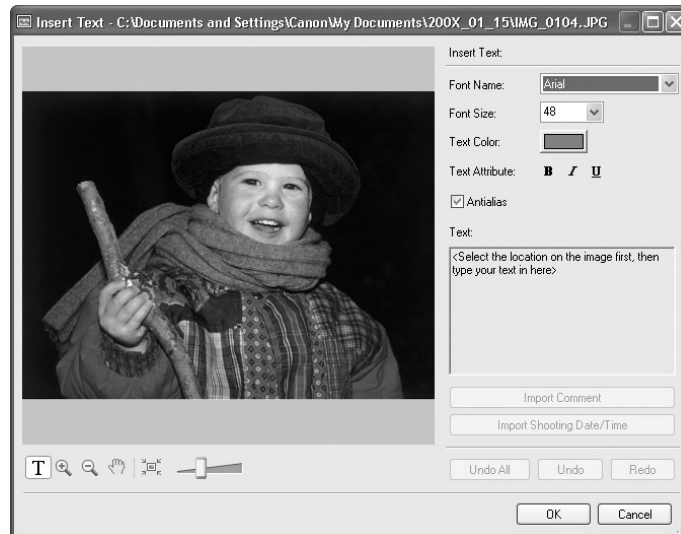 Insert Text - C:\Documents and Settings\Canon\My Documents\200X_01_15\IMG_0104.JPG
Insert Text:
Font Name: Arial
Font Size: 48
Text Color:
Text Attribute: B I U
Antialias
Text:
<Select the location on the image first, then
type your text in here>
Import Comment
Import Shooting Date/Time
T
Undo All Undo Redo
OK Cancel